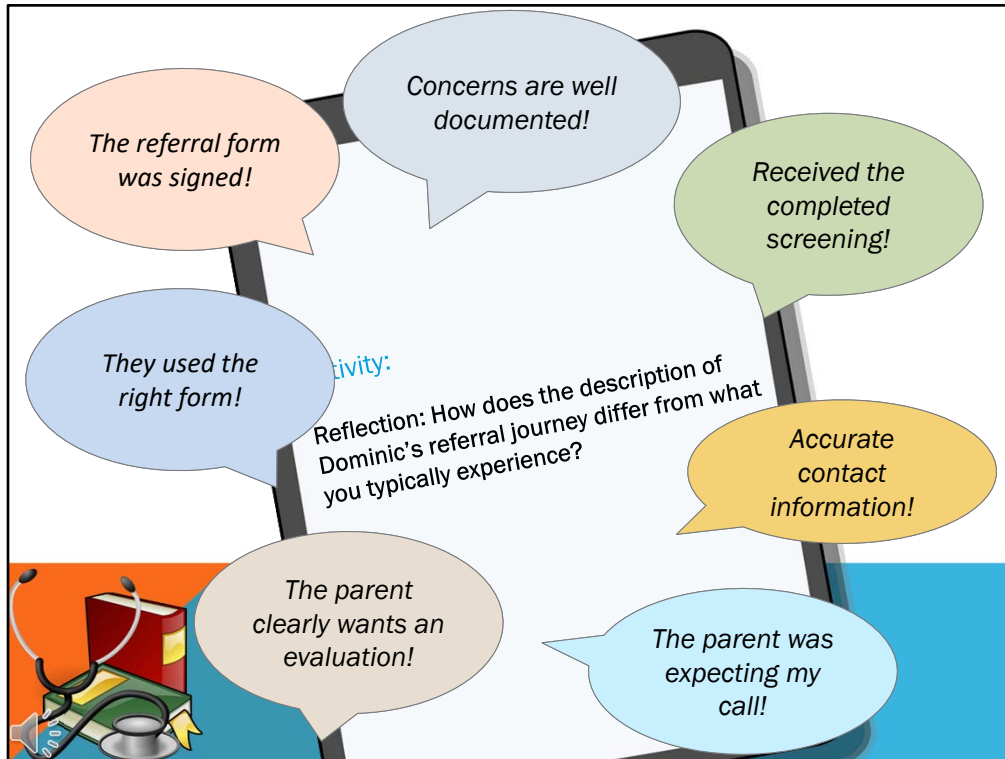 Concerns are well
documented!
The referral form
was signed!
Received the
completed
screening!
They used the
right form!
tivity:
Reflection: How does the description of
Dominic's referral journey differ from what
you typically experience?
Accurate
contact
information!
The parent
clearly wants an
evaluation!
The parent was
expecting my
call!